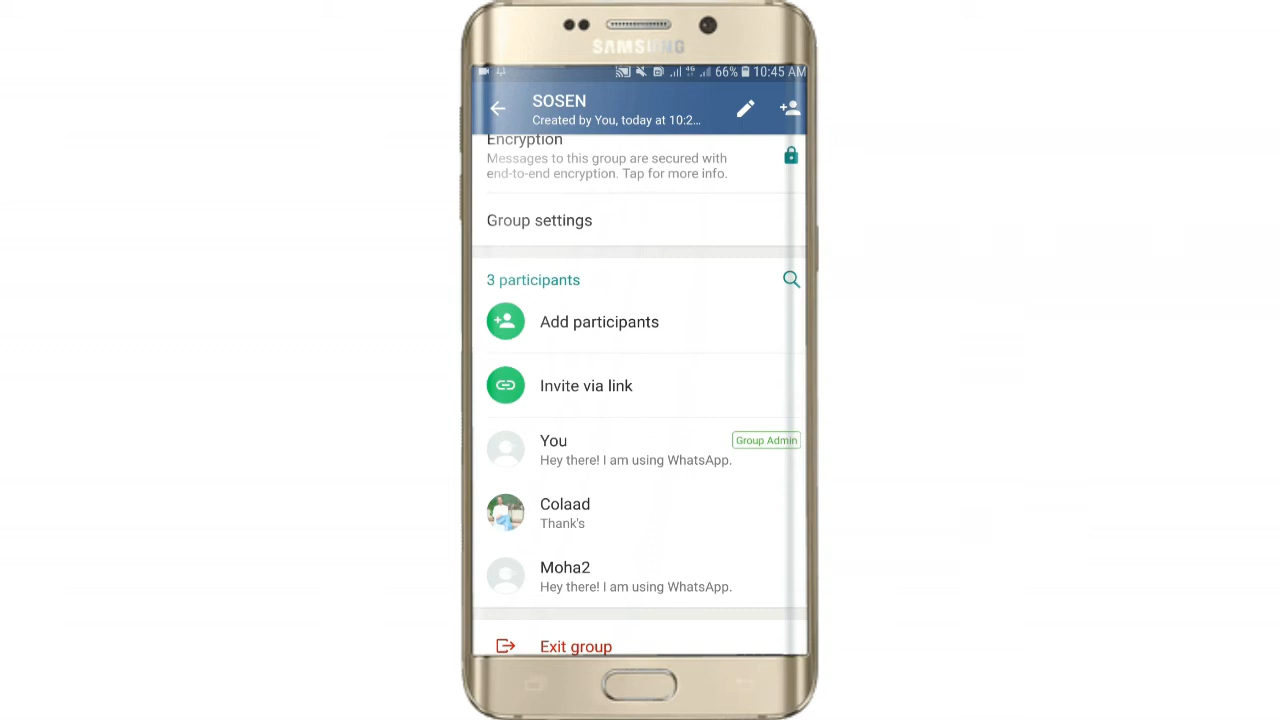 SAMSUNG
4G 66% 10:45 AM
SOSEN
Created by You, today at 10:2...
Encryption
Messages to this group are secured with
end-to-end encryption. Tap for more info.
Group settings
3 participants
Add participants
Invite via link
You
Group Admin
Hey there! I am using WhatsApp.
Colaad
Thank's
Moha2
Hey there! I am using WhatsApp.
Exit group